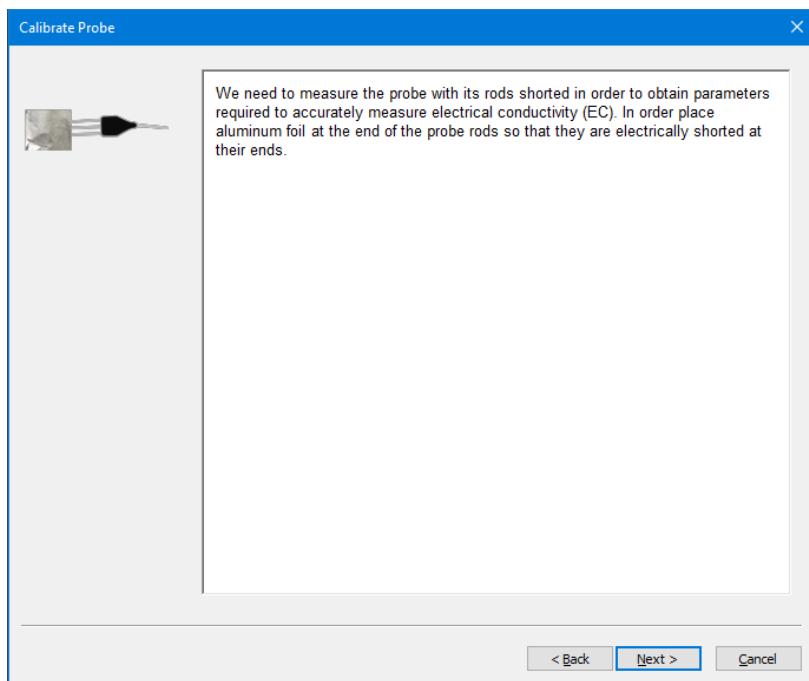 Calibrate Probe
We need to measure the probe with its rods shorted in order to obtain parameters
required to accurately measure electrical conductivity (EC). In order place
aluminum foil at the end of the probe rods so that they are electrically shorted at
their ends.
< Back Next > Cancel